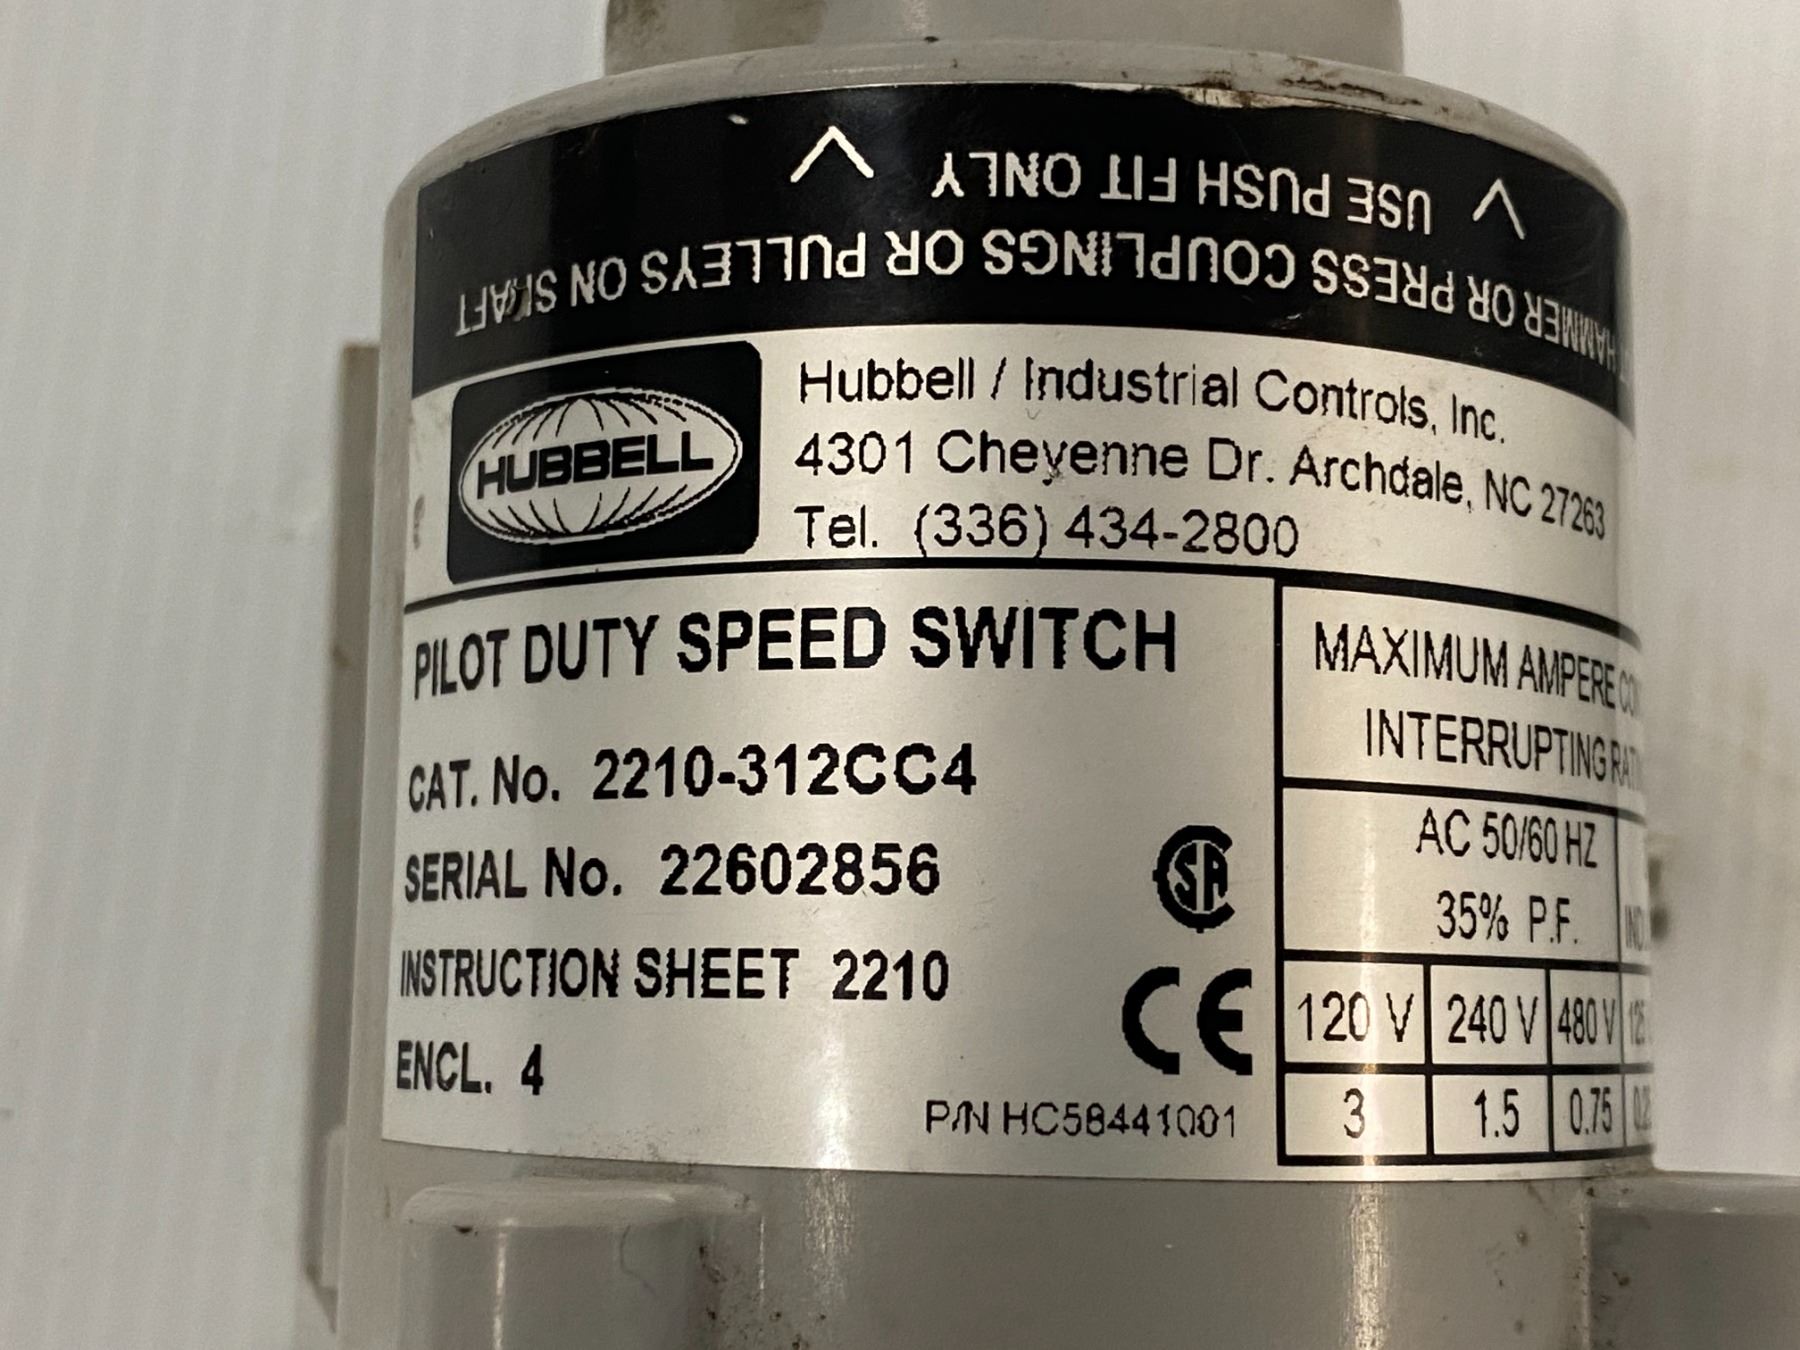 USE PUSH FIT ONLY
HAMMER OR PRESS COUPLINGS OR PULLEYS ON SHAFT
HUBBELL
Hubbell / Industrial Controls, Inc.
4301 Cheyenne Dr. Archdale, NC 27263
Tel. (336) 434-2800
PILOT DUTY SPEED SWITCH
CAT. No. 2210-312CC4
SERIAL No. 22602856
INSTRUCTION SHEET 2210
ENCL. 4
SA
CE
P/N HC58441001
MAXIMUM AMPERE
INTERRUPTING
AC 50/60 HZ
35% P.F.
120 V 240 V 480 V
3 1.5 0.75